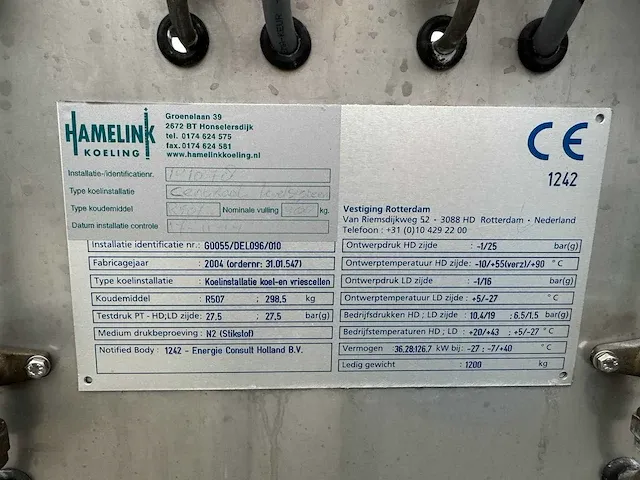 HAMELINK
KOELING
Groenelaan 39
2672 BT Honselersdijk
tel. 0174 624 575
fax. 0174 624 581
www.hamelinkkoeling.nl
Installatie-/identificatienr.
Type koelinstallatie
Type koudemiddel Nominale vulling kg.
Datum installatie controle
CE
1242
Vestiging Rotterdam
Van Riemsdijkweg 52 - 3088 HD Rotterdam - Nederland
Telefoon : +31 (0)10 429 22 00
Installatie identificatie nr.: G0055/DEL096/010
Fabricagejaar : 2004 (ordernr: 31.01.547)
Type koelinstallatie : Koelinstallatie koel-en vriescellen
Koudemiddel : R507 ; 298,5 kg
Testdruk PT - HD;LD zijde: 27.5 ; 27.5 bar(g)
Medium drukbeproeving : N2 (Stikstof)
Notified Body : 1242 - Energie Consult Holland B.V.
Ontwerpdruk HD zijde : -1/25 bar(g)
Ontwerptemperatuur HD zijde : -10/+55(verz)/+90 °C
Ontwerpdruk LD zijde : -1/16 bar(g)
Ontwerptemperatuur LD zijde : +5/-27 °C
Bedrijfsdrukken HD ; LD : 10,4/19 ; 6.5/1.5 bar(g)
Bedrijfstemperaturen HD ; LD : +20/+43 ; +5/-27 °C
Vermogen : 36,28;126.7 kW bij: -27 ; -7/+40 °C
Ledig gewicht : 1200 kg